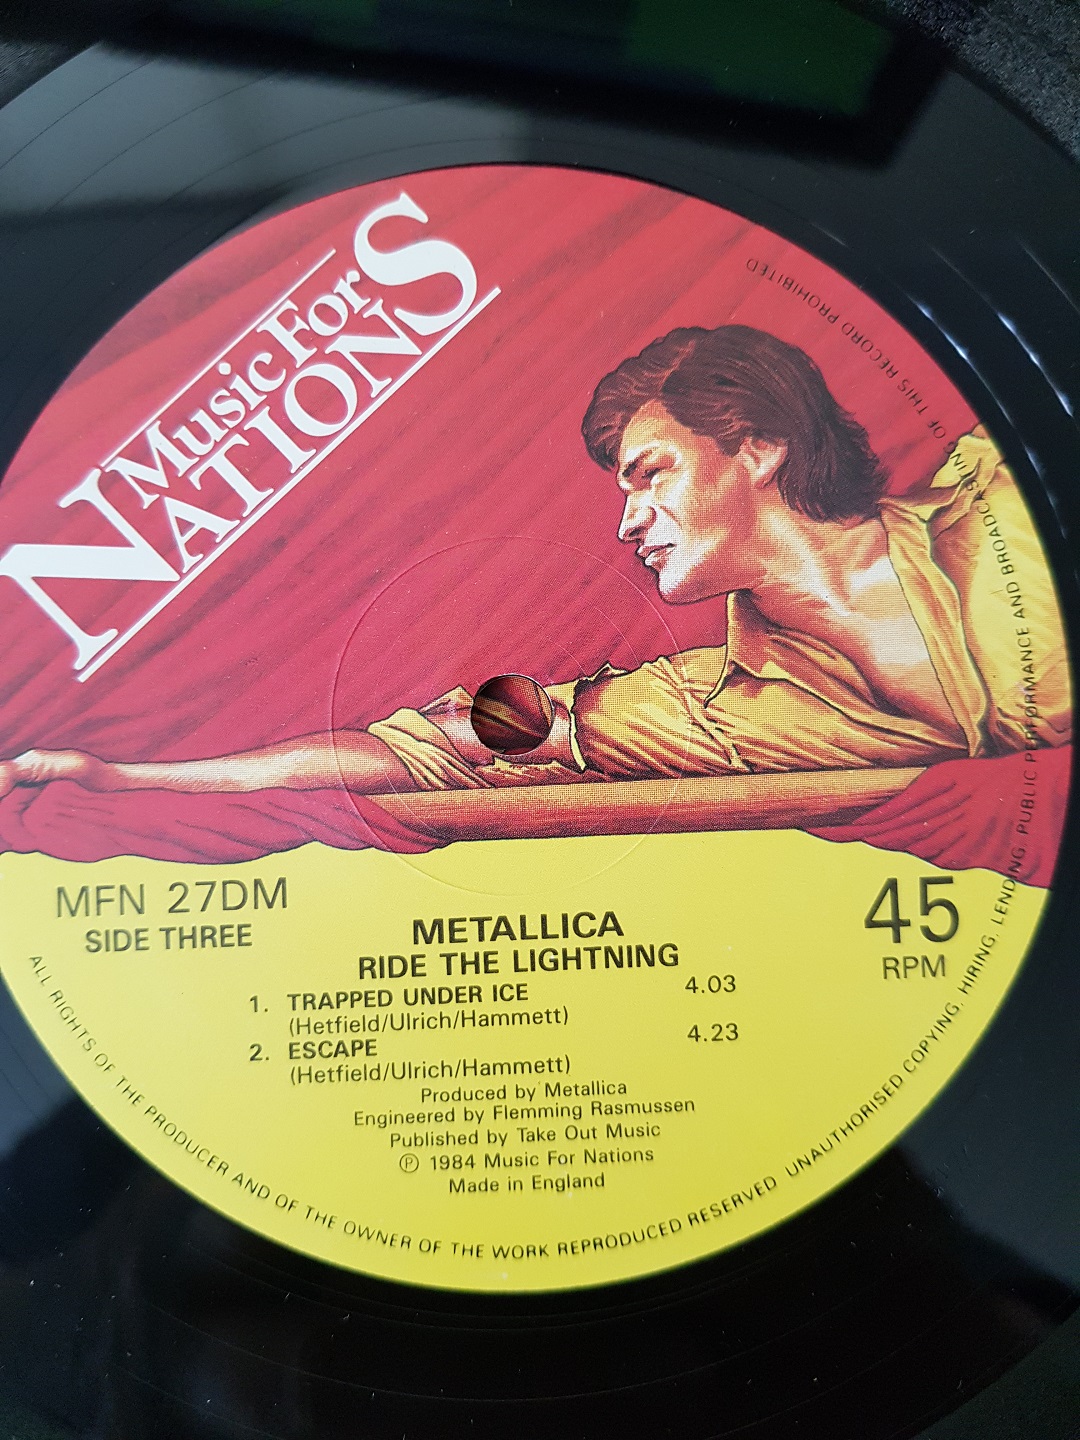 Music For
NATIONS
MFN 27DM
SIDE THREE
45
RPM
METALLICA
RIDE THE LIGHTNING
1. TRAPPED UNDER ICE 4.03
(Hetfield/Ulrich/Hammett)
2. ESCAPE 4.23
(Hetfield/Ulrich/Hammett)
Produced by Metallica
Engineered by Flemming Rasmussen
Published by Take Out Music
℗ 1984 Music For Nations
Made in England
ALL RIGHTS OF THE PRODUCER AND OF THE OWNER OF THE WORK REPRODUCED RESERVED UNAUTHORISED COPYING, HIRING, LENDING, PUBLIC PERFORMANCE AND BROADCASTING OF THIS RECORD PROHIBITED